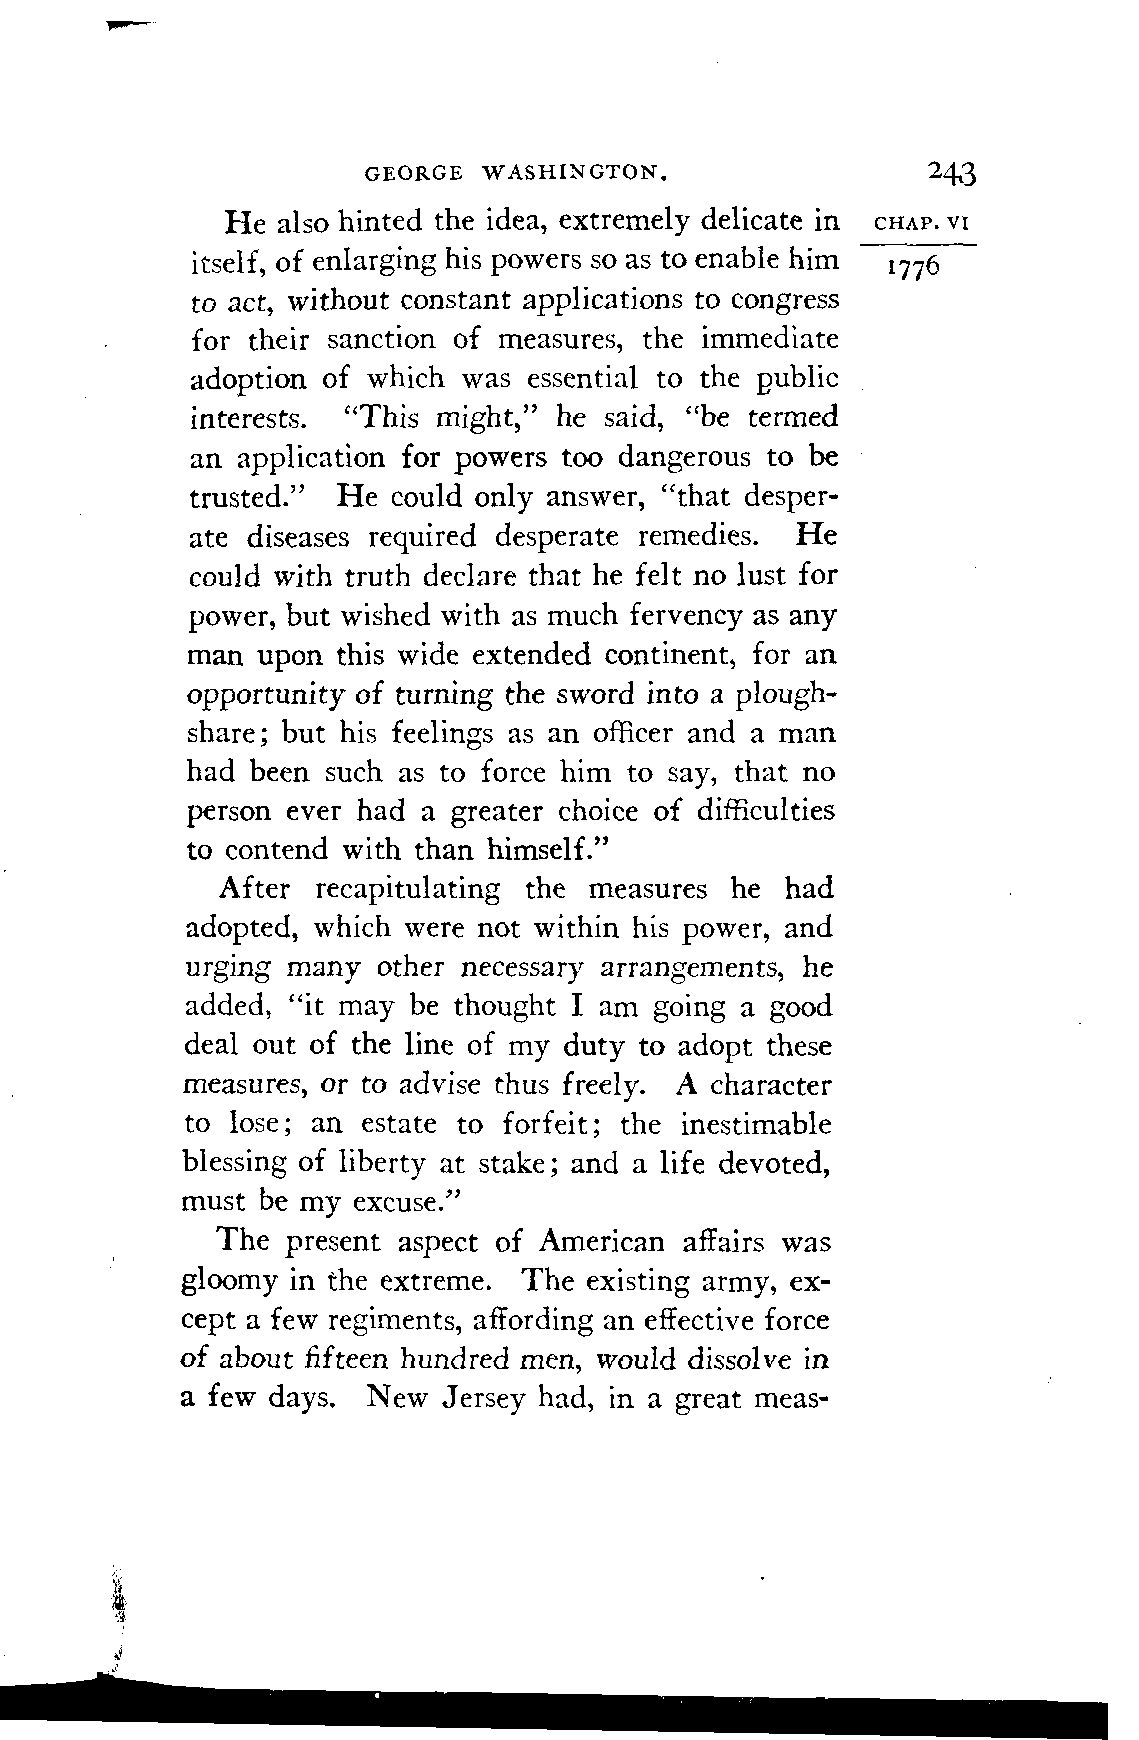 GEORGE WASHINGTON. 243
He also hinted the idea, extremely delicate in CHAP. VI
itself, of enlarging his powers so as to enable him 1776
to act, without constant applications to congress
for their sanction of measures, the immediate
adoption of which was essential to the public
interests. “This might,” he said, “be termed
an application for powers too dangerous to be
trusted.” He could only answer, “that desper-
ate diseases required desperate remedies. He
could with truth declare that he felt no lust for
power, but wished with as much fervency as any
man upon this wide extended continent, for an
opportunity of turning the sword into a plough-
share; but his feelings as an officer and a man
had been such as to force him to say, that no
person ever had a greater choice of difficulties
to contend with than himself.”
After recapitulating the measures he had
adopted, which were not within his power, and
urging many other necessary arrangements, he
added, “it may be thought I am going a good
deal out of the line of my duty to adopt these
measures, or to advise thus freely. A character
to lose; an estate to forfeit; the inestimable
blessing of liberty at stake; and a life devoted,
must be my excuse.”
The present aspect of American affairs was
gloomy in the extreme. The existing army, ex-
cept a few regiments, affording an effective force
of about fifteen hundred men, would dissolve in
a few days. New Jersey had, in a great meas-